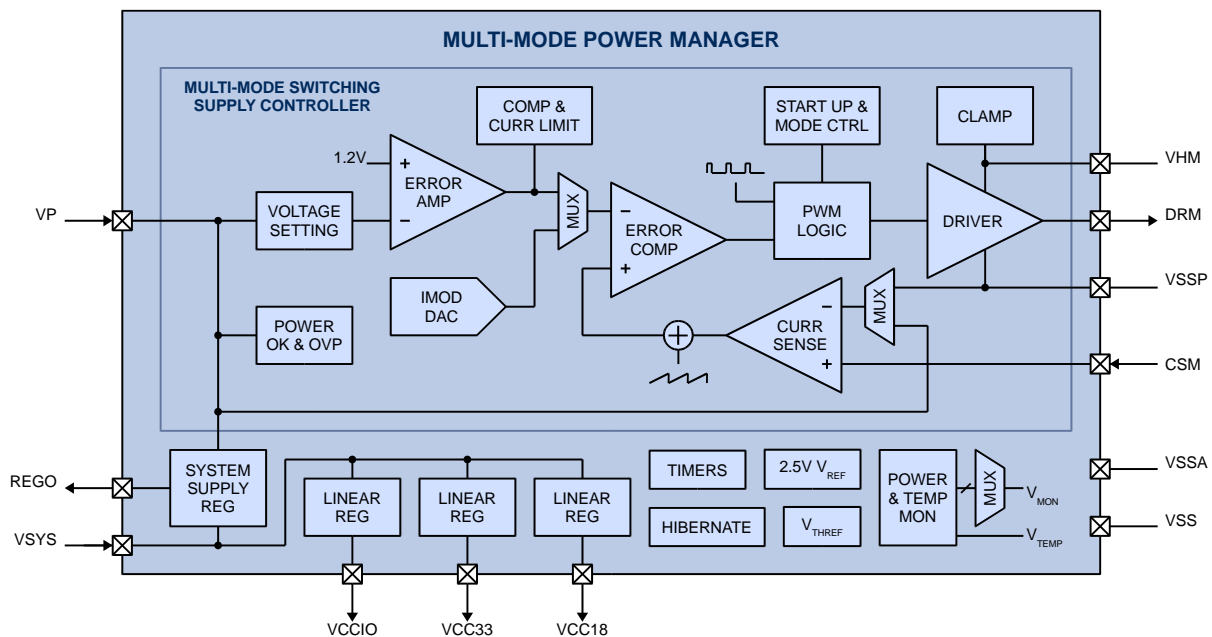 MULTI-MODE POWER MANAGER
MULTI-MODE SWITCHING
SUPPLY CONTROLLER
COMP &
CURR LIMIT
START UP &
MODE CTRL
CLAMP
1.2V
+
ERROR
AMP
−
VP
VOLTAGE
SETTING
MUX
−
ERROR
COMP
+
PWM
LOGIC
DRIVER
VHM
DRM
VSSP
CSM
IMOD
DAC
POWER
OK & OVP
−
CURR
SENSE
+
MUX
REGO
SYSTEM
SUPPLY
REG
VSYS
LINEAR
REG
LINEAR
REG
LINEAR
REG
TIMERS
2.5V VREF
HIBERNATE
VTHREF
POWER
& TEMP
MON
MUX
VMON
VTEMP
VSSA
VSS
VCCIO
VCC33
VCC18